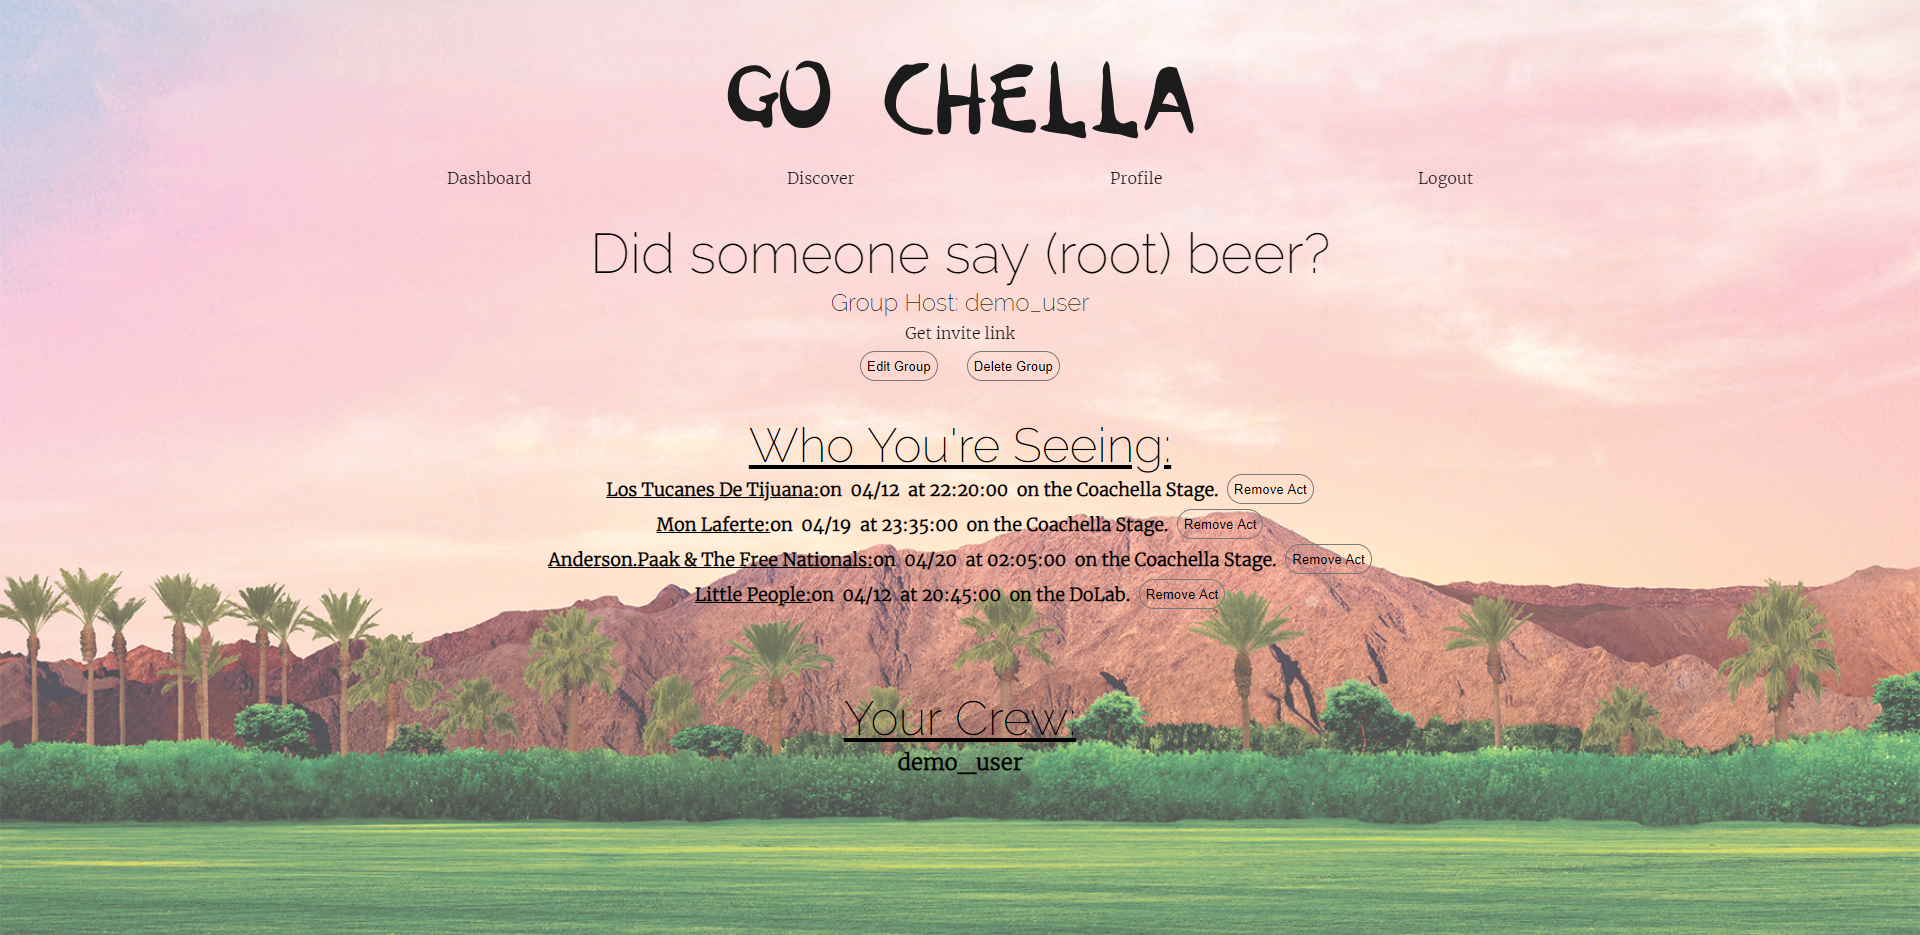 GO CHELLA
Dashboard Discover Profile Logout
Did someone say (root) beer?
Group Host: demo_user
Get invite link
Edit Group Delete Group
Who You're Seeing:
Los Tucanes De Tijuana:on 04/12 at 22:20:00 on the Coachella Stage. Remove Act
Mon Laferte:on 04/19 at 23:35:00 on the Coachella Stage. Remove Act
Anderson.Paak & The Free Nationals:on 04/20 at 02:05:00 on the Coachella Stage. Remove Act
Little People:on 04/12 at 20:45:00 on the DoLab. Remove Act
Your Crew:
demo_user